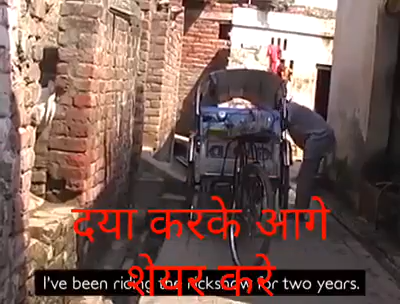 दया करके आगे
शेयर करे
I've been riding the rickshaw for two years.